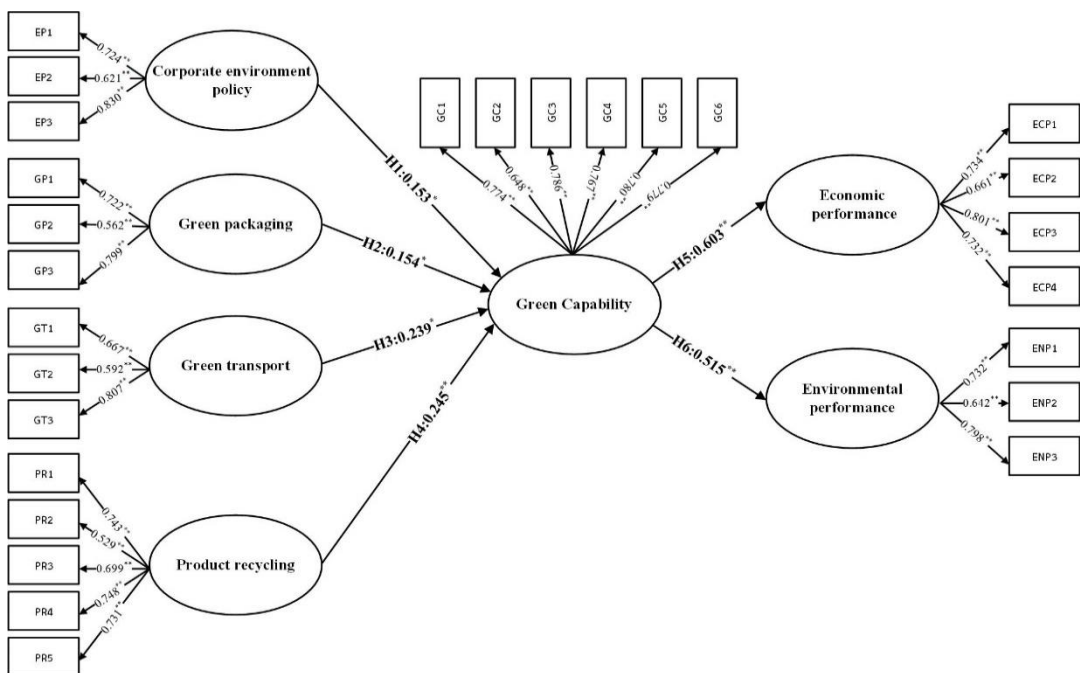 EP1
0.724**
EP2
0.621**
EP3
0.830**
Corporate environment
policy
H1:0.153*
GP1
0.722**
GP2
0.562**
GP3
0.799**
Green packaging
H2:0.154*
GT1
0.667**
GT2
0.592**
GT3
0.807**
Green transport
H3:0.239*
PR1
0.743**
PR2
0.529**
PR3
0.699**
PR4
0.748**
PR5
0.731**
Product recycling
H4:0.245**
GC1
GC2
GC3
GC4
GC5
GC6
0.774**
0.648**
0.786**
0.767**
0.780**
0.779**
Green Capability
H5:0.603**
H6:0.515**
Economic
performance
ECP1
0.734**
ECP2
0.661**
ECP3
0.801**
ECP4
0.732**
Environmental
performance
ENP1
0.732**
ENP2
0.642**
ENP3
0.798**